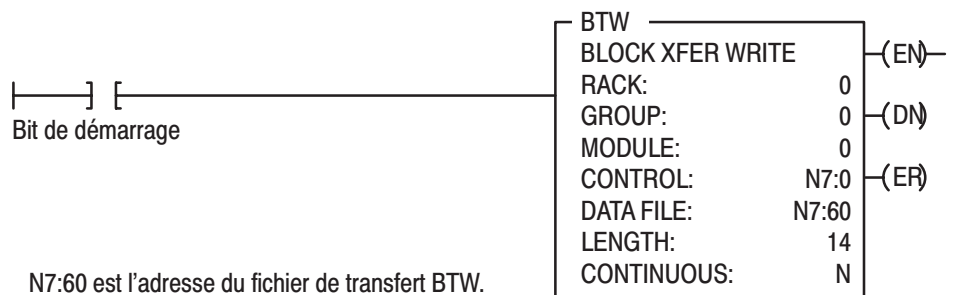 BTW
BLOCK XFER WRITE (EN)
RACK: 0
GROUP: 0 (DN)
MODULE: 0
CONTROL: N7:0 (ER)
DATA FILE: N7:60
LENGTH: 14
CONTINUOUS: N
Bit de démarrage
N7:60 est l’adresse du fichier de transfert BTW.